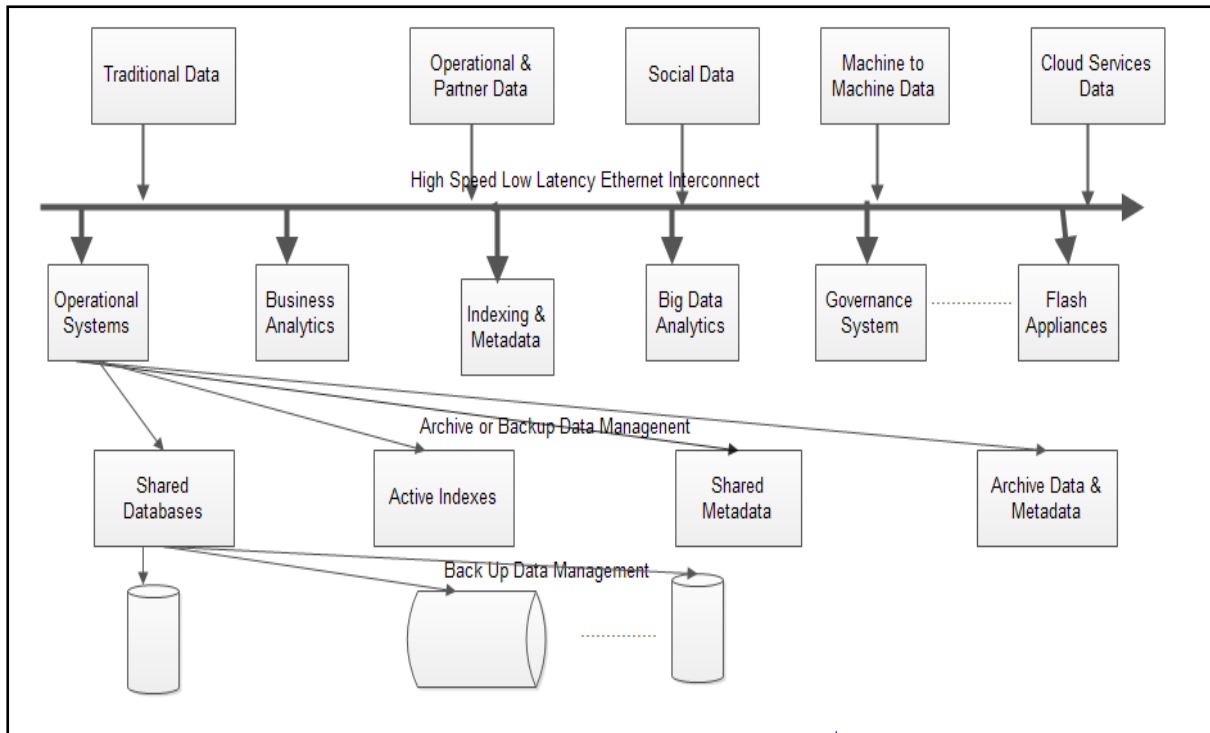 Traditional Data
Operational &
Partner Data
Social Data
Machine to
Machine Data
Cloud Services
Data
High Speed Low Latency Ethernet Interconnect
Operational
Systems
Business
Analytics
Indexing &
Metadata
Big Data
Analytics
Governance
System
Flash
Appliances
Archive or Backup Data Managenent
Shared
Databases
Active Indexes
Shared
Metadata
Archive Data &
Metadata
Back Up Data Management